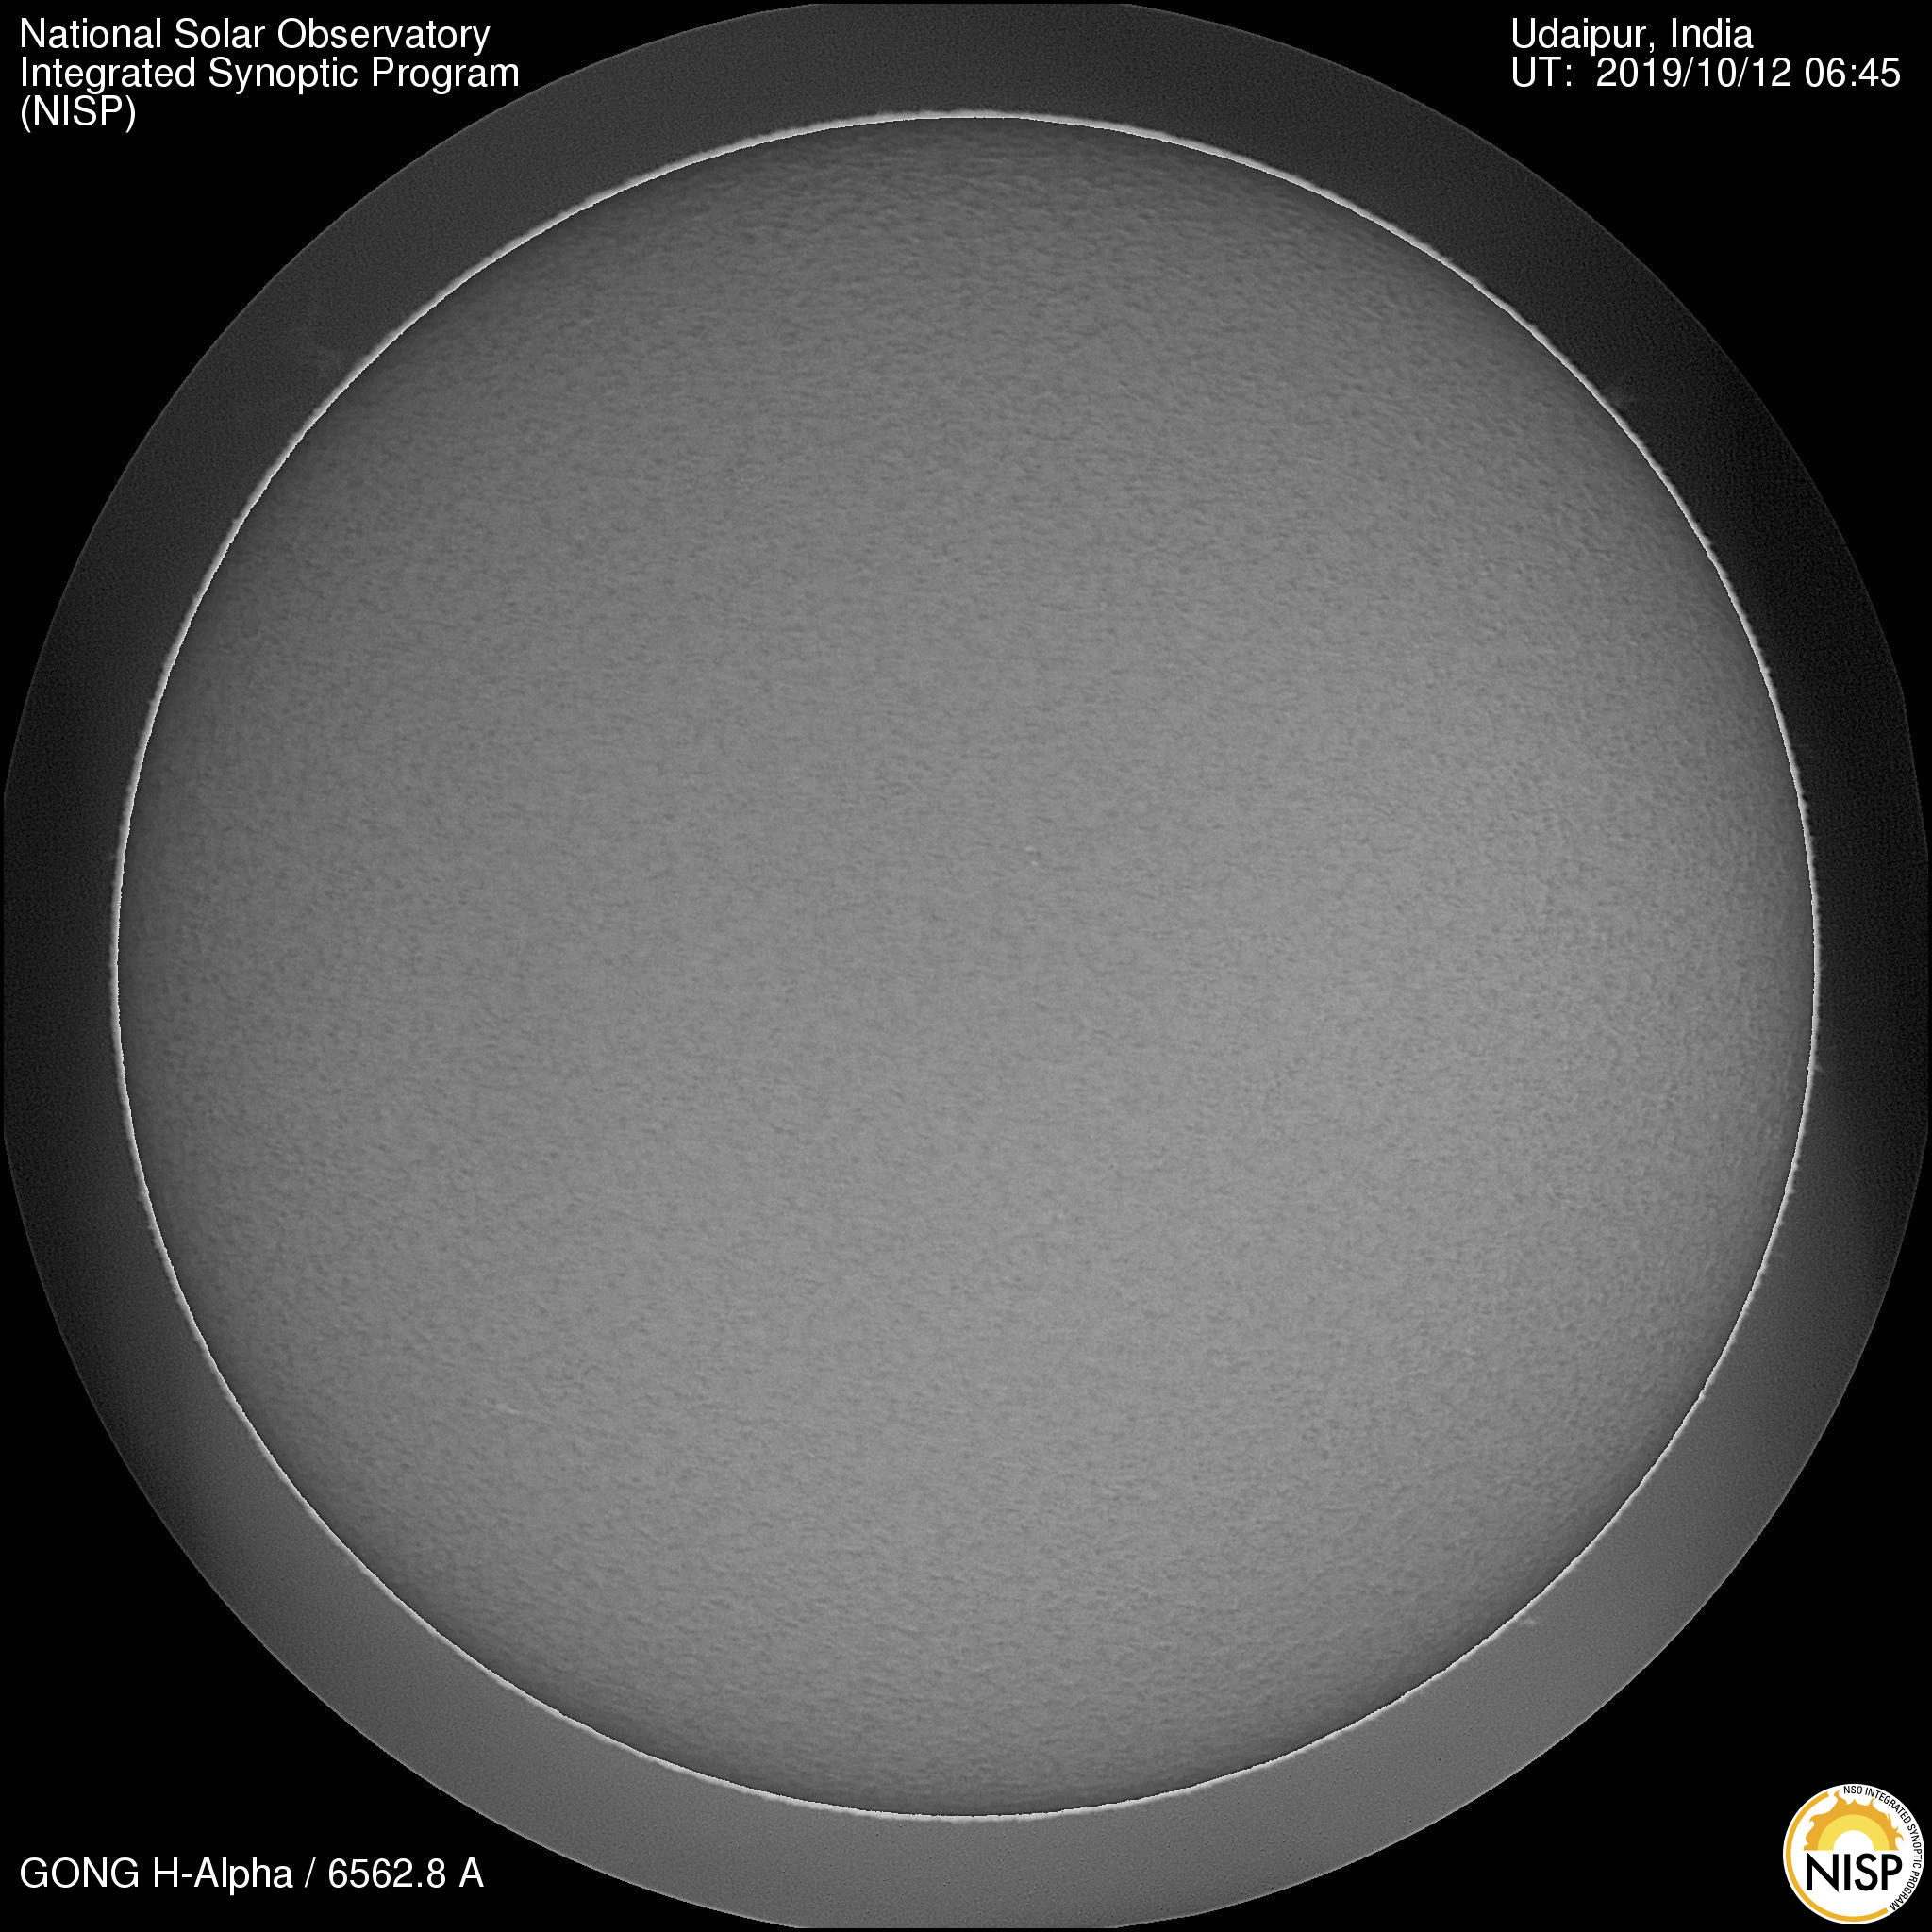 National Solar Observatory
Integrated Synoptic Program
(NISP)
Udaipur, India
UT: 2019/10/12 06:45
GONG H-Alpha / 6562.8 A
NSO INTEGRATED SYNOPTIC PROGRAM
NISP